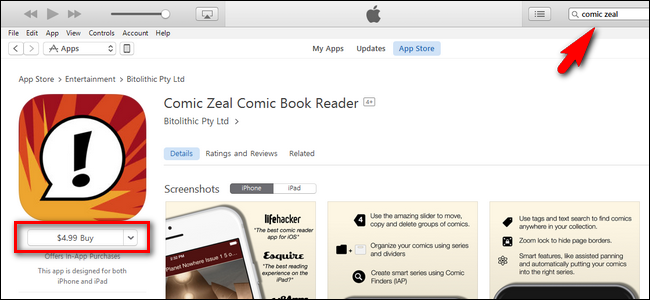 comic zeal
File Edit App View Controls Account Help
Apps
My Apps Updates App Store
App Store > Entertainment > Bitolithic Pty Ltd
Comic Zeal Comic Book Reader 4+
Bitolithic Pty Ltd >
Details Ratings and Reviews Related
Screenshots iPhone iPad
$4.99 Buy
Offers In-App Purchases
This app is designed for both
iPhone and iPad
lifehacker
"The best comic reader
app for iOS"
Esquire
"The best reading
experience on the
iPad?"
Planet Nowhere Issue 1 5 o
4
Use the amazing slider to move,
copy and delete groups of comics.
Organize your comics using series
and dividers
Create smart series using Comic
Finders (IAP)
Use tags and text search to find comics
anywhere in your collection.
Zoom lock to hide page borders.
Smart features, like assisted panning
and automatically putting your comics
into the right series.